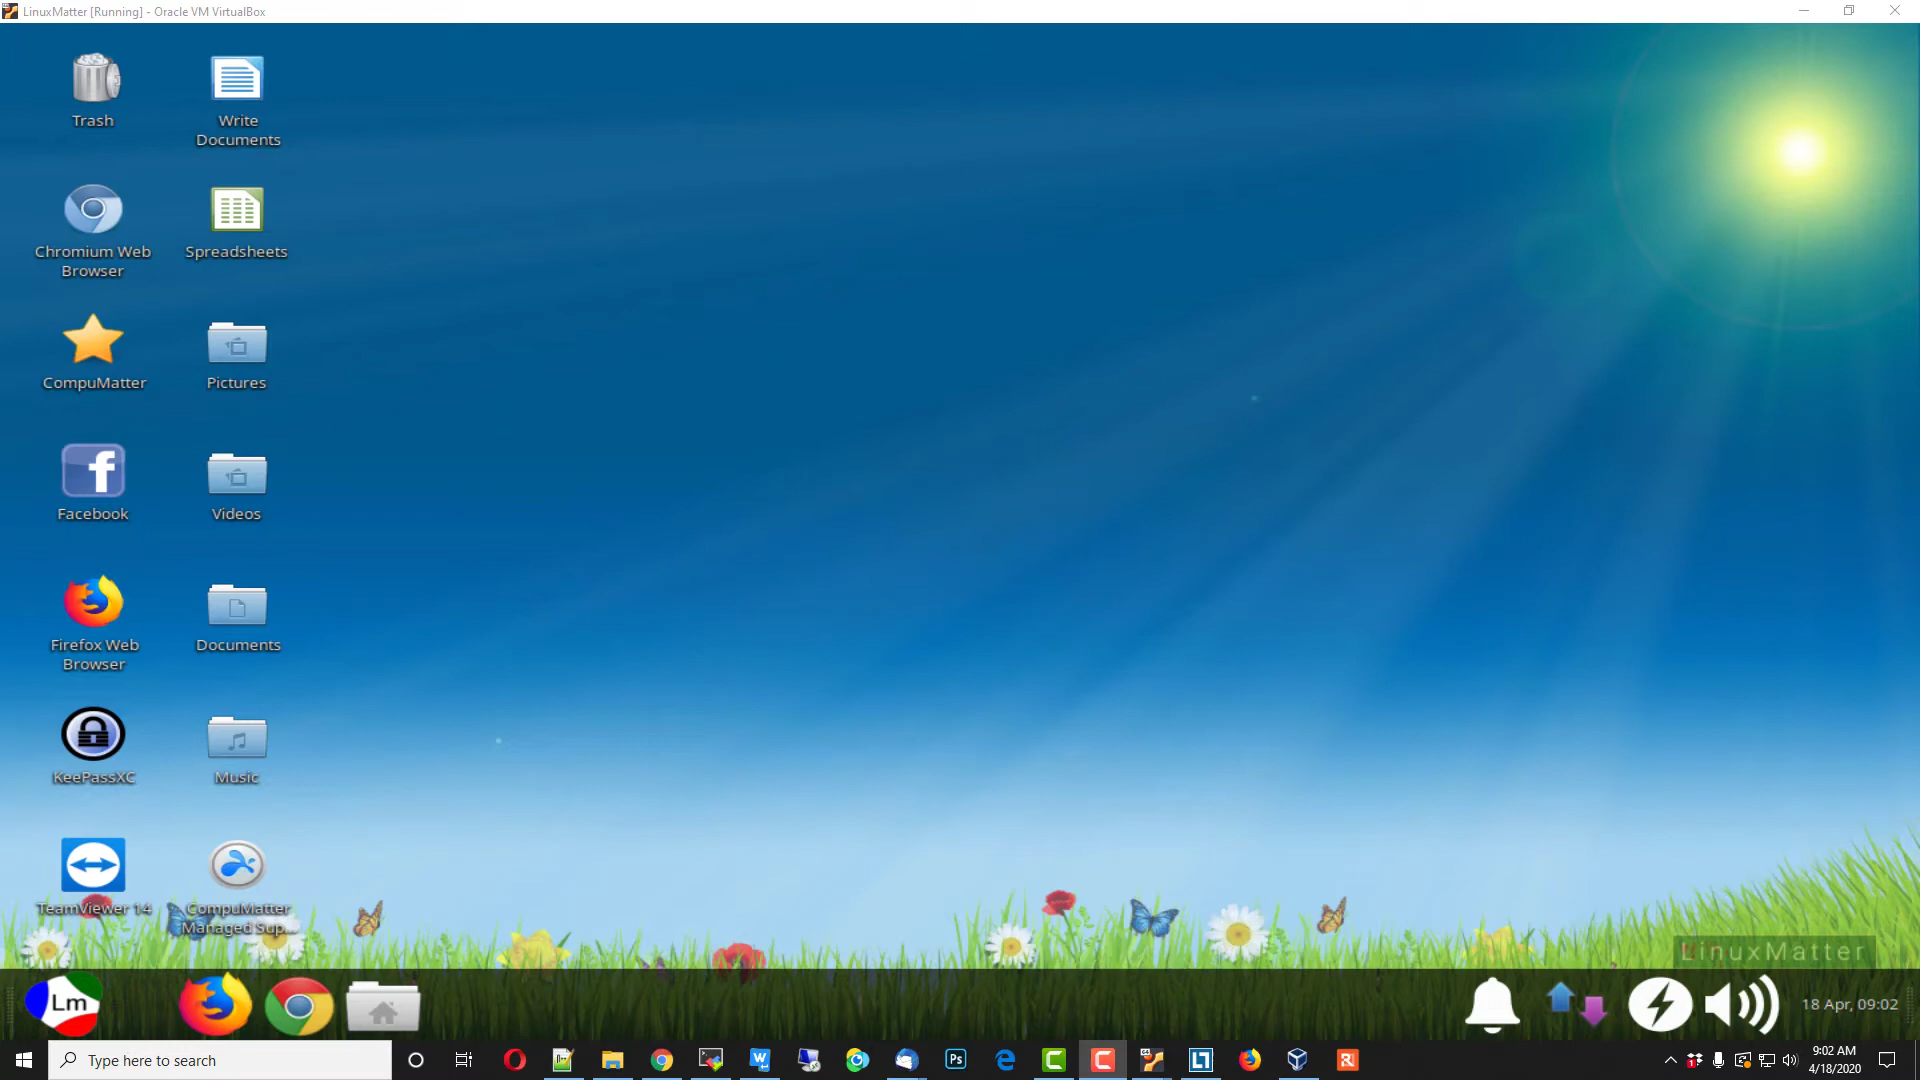 LinuxMatter [Running] - Oracle VM VirtualBox
Trash
Write
Documents
Chromium Web
Browser
Spreadsheets
CompuMatter
Pictures
Facebook
Videos
Firefox Web
Browser
Documents
KeePassXC
Music
TeamViewer 14
CompuMatter
Managed Sup...
LinuxMatter
Lm
18 Apr, 09:02
Type here to search
Ps
9:02 AM
4/18/2020